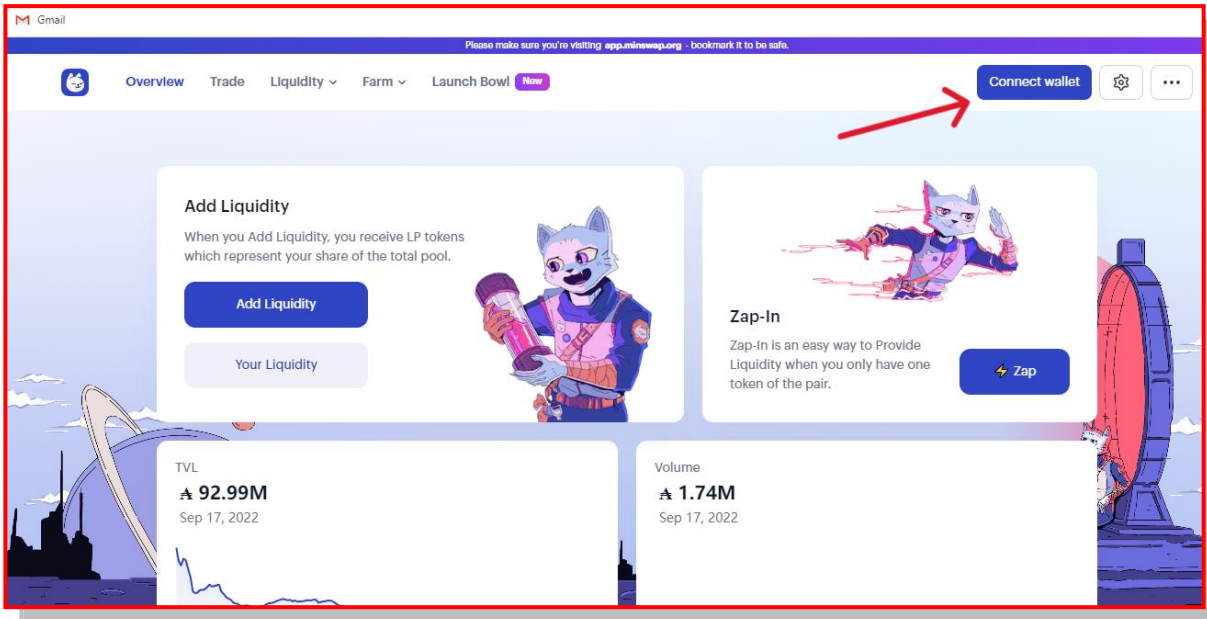 Gmail
Please make sure you're visiting app.minswap.org - bookmark it to be safe.
Overview Trade Liquidity Farm Launch Bowl New Connect wallet
Add Liquidity
When you Add Liquidity, you receive LP tokens
which represent your share of the total pool.
Add Liquidity
Your Liquidity
Zap-In
Zap-In is an easy way to Provide
Liquidity when you only have one
token of the pair.
Zap
TVL
₳ 92.99M
Sep 17, 2022
Volume
₳ 1.74M
Sep 17, 2022